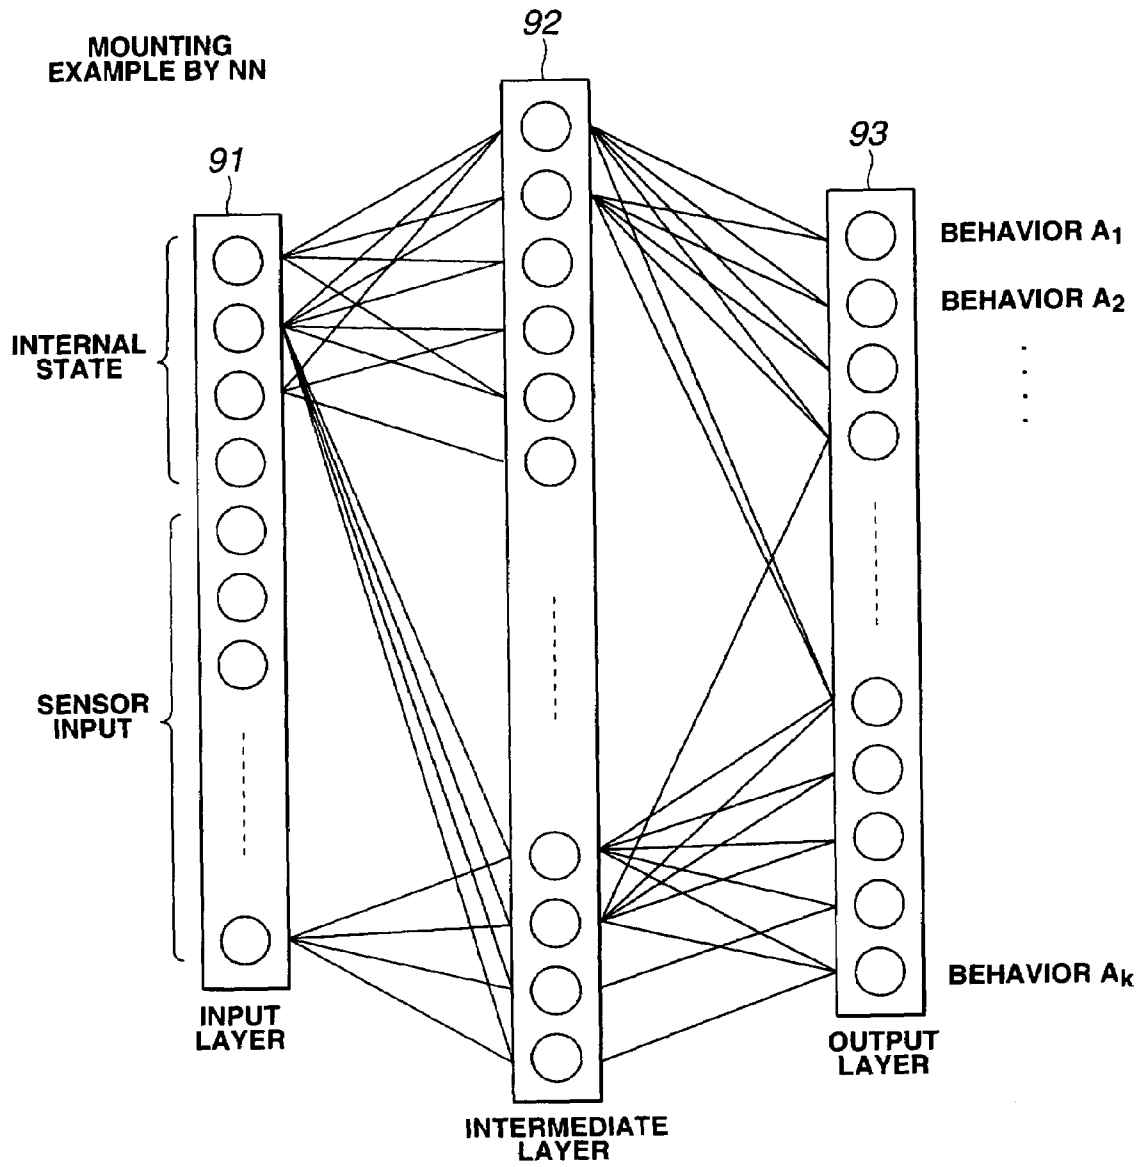 MOUNTING
EXAMPLE BY NN
92
91
93
INTERNAL
STATE
SENSOR
INPUT
BEHAVIOR A1
BEHAVIOR A2
BEHAVIOR Ak
INPUT
LAYER
INTERMEDIATE
LAYER
OUTPUT
LAYER